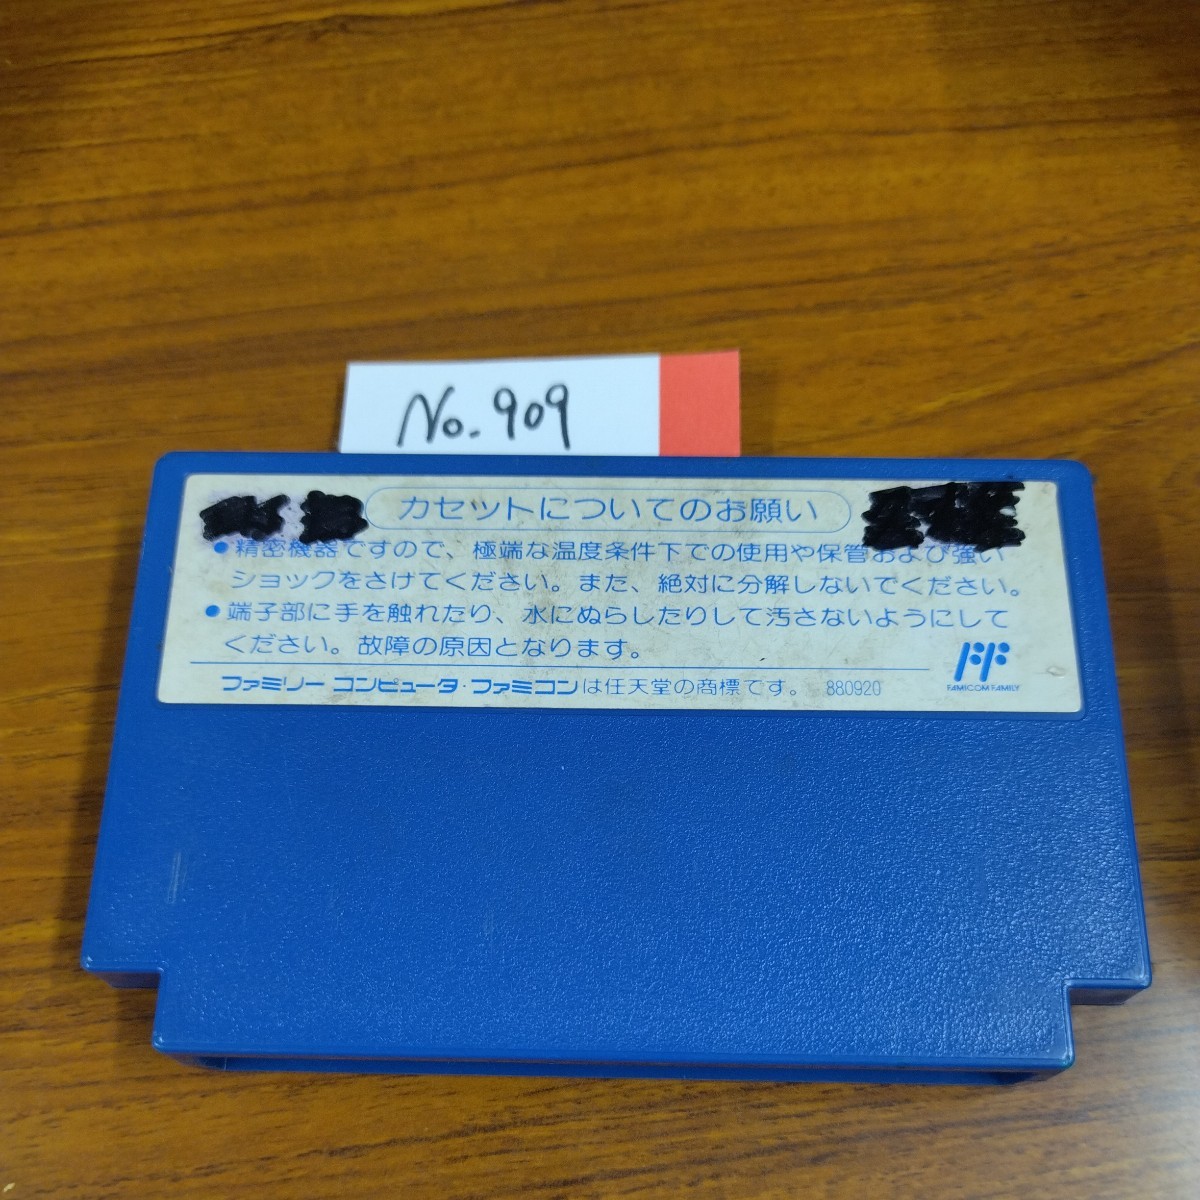 No. 909
カセットについてのお願い
●精密機器ですので、極端な温度条件下での使用や保管および強い
ショックをさけてください。また、絶対に分解しないでください。
●端子部に手を触れたり、水にぬらしたりして汚さないようにして
ください。故障の原因となります。
ファミリー コンピュータ・ファミコンは任天堂の商標です。 880920
FF
FAMICOM FAMILY